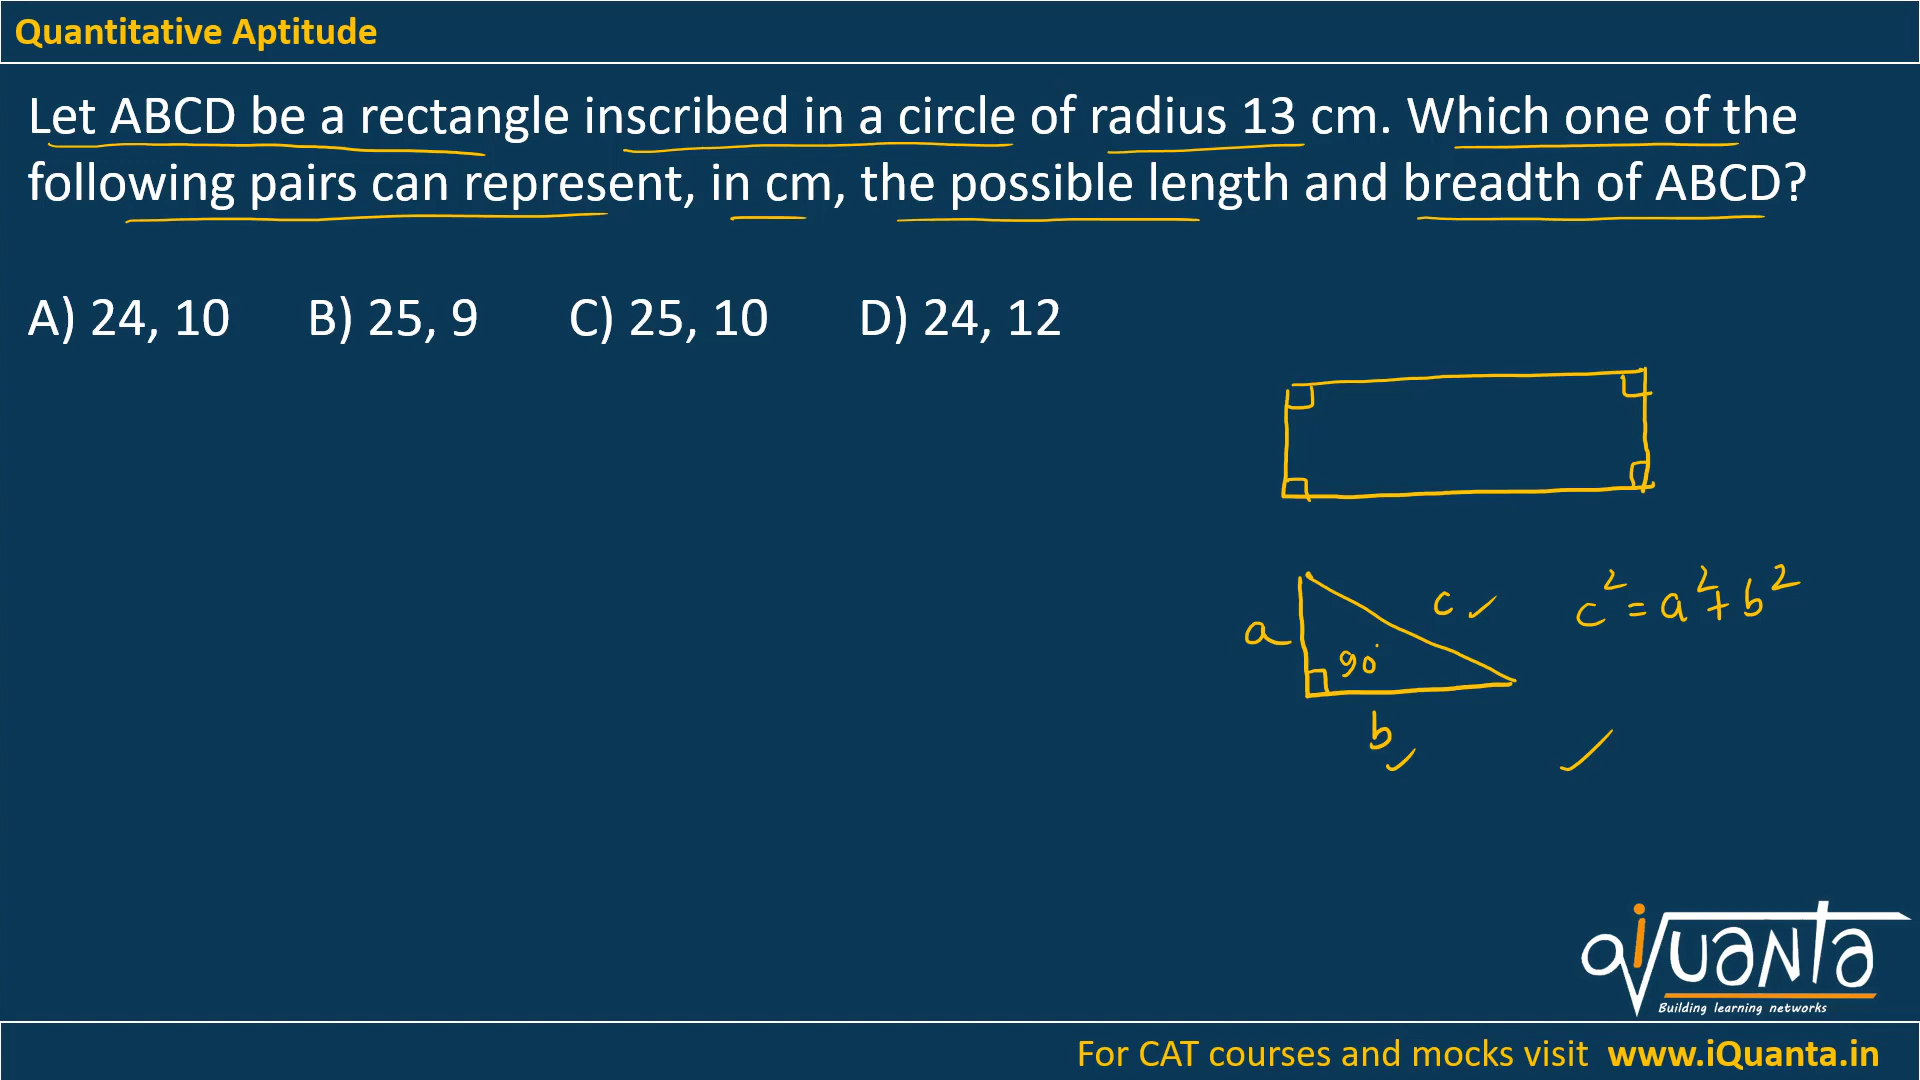 Quantitative Aptitude
Let ABCD be a rectangle inscribed in a circle of radius 13 cm. Which one of the
following pairs can represent, in cm, the possible length and breadth of ABCD?
A) 24, 10 B) 25, 9 C) 25, 10 D) 24, 12
c c² = a² + b²
a
90°
b
iQuanta
Building learning networks
For CAT courses and mocks visit www.iQuanta.in